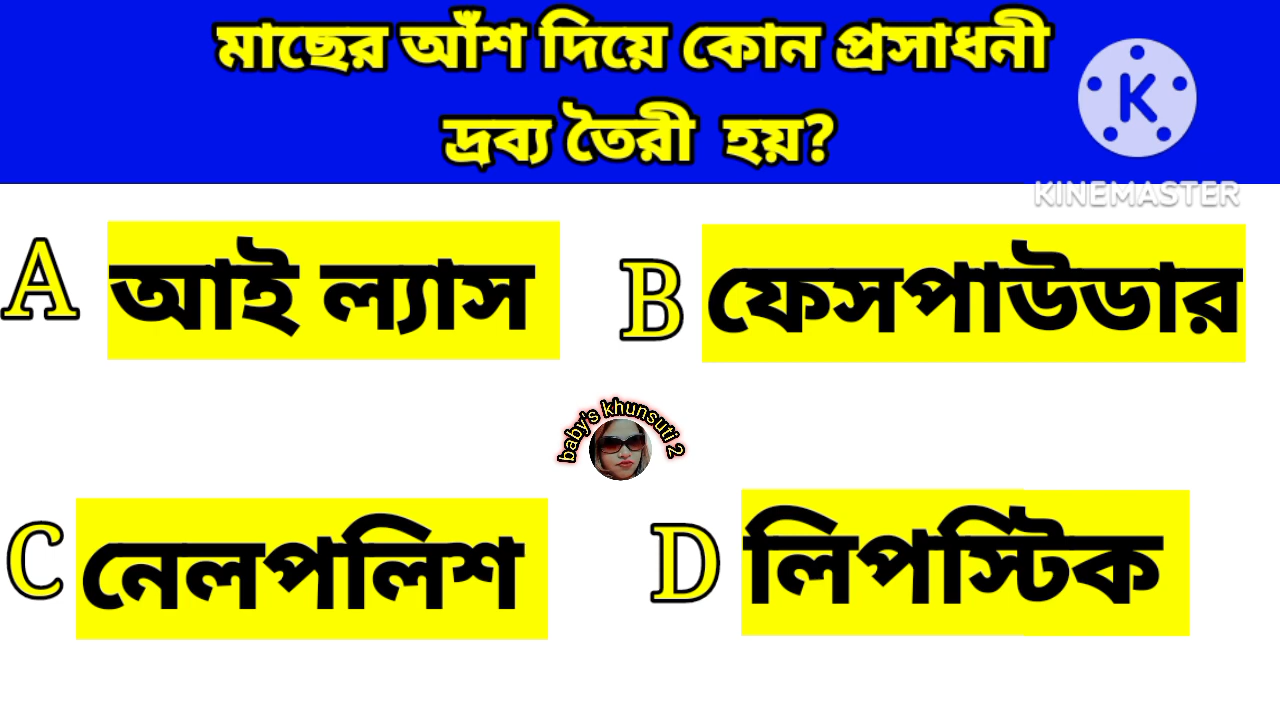 মাছের আঁশ দিয়ে কোন প্রসাধনী
দ্রব্য তৈরী হয়?
K
KINEMASTER
A আই ল্যাস
B ফেসপাউডার
baby's khunsuti 2
C নেলপলিশ
D লিপস্টিক